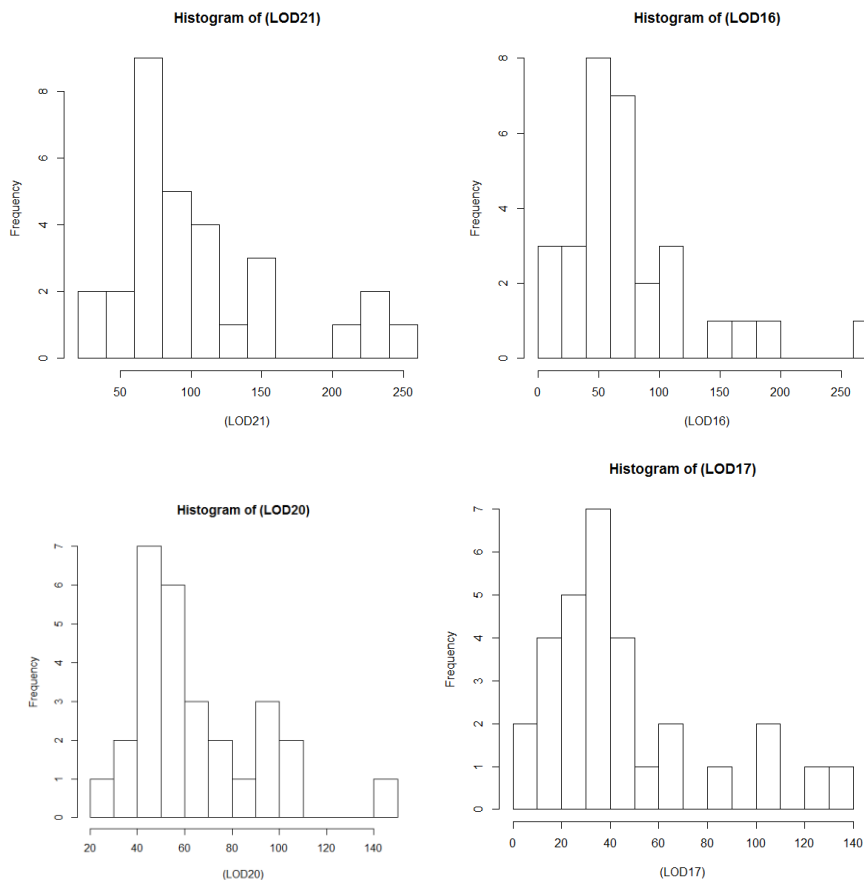 Histogram of (LOD21)
Frequency
0
2
4
6
8
50 100 150 200 250
(LOD21)
Histogram of (LOD16)
Frequency
0
2
4
6
8
0 50 100 150 200 250
(LOD16)
Histogram of (LOD20)
Frequency
0
1
2
3
4
5
6
7
20 40 60 80 100 120 140
(LOD20)
Histogram of (LOD17)
Frequency
0
1
2
3
4
5
6
7
0 20 40 60 80 100 120 140
(LOD17)